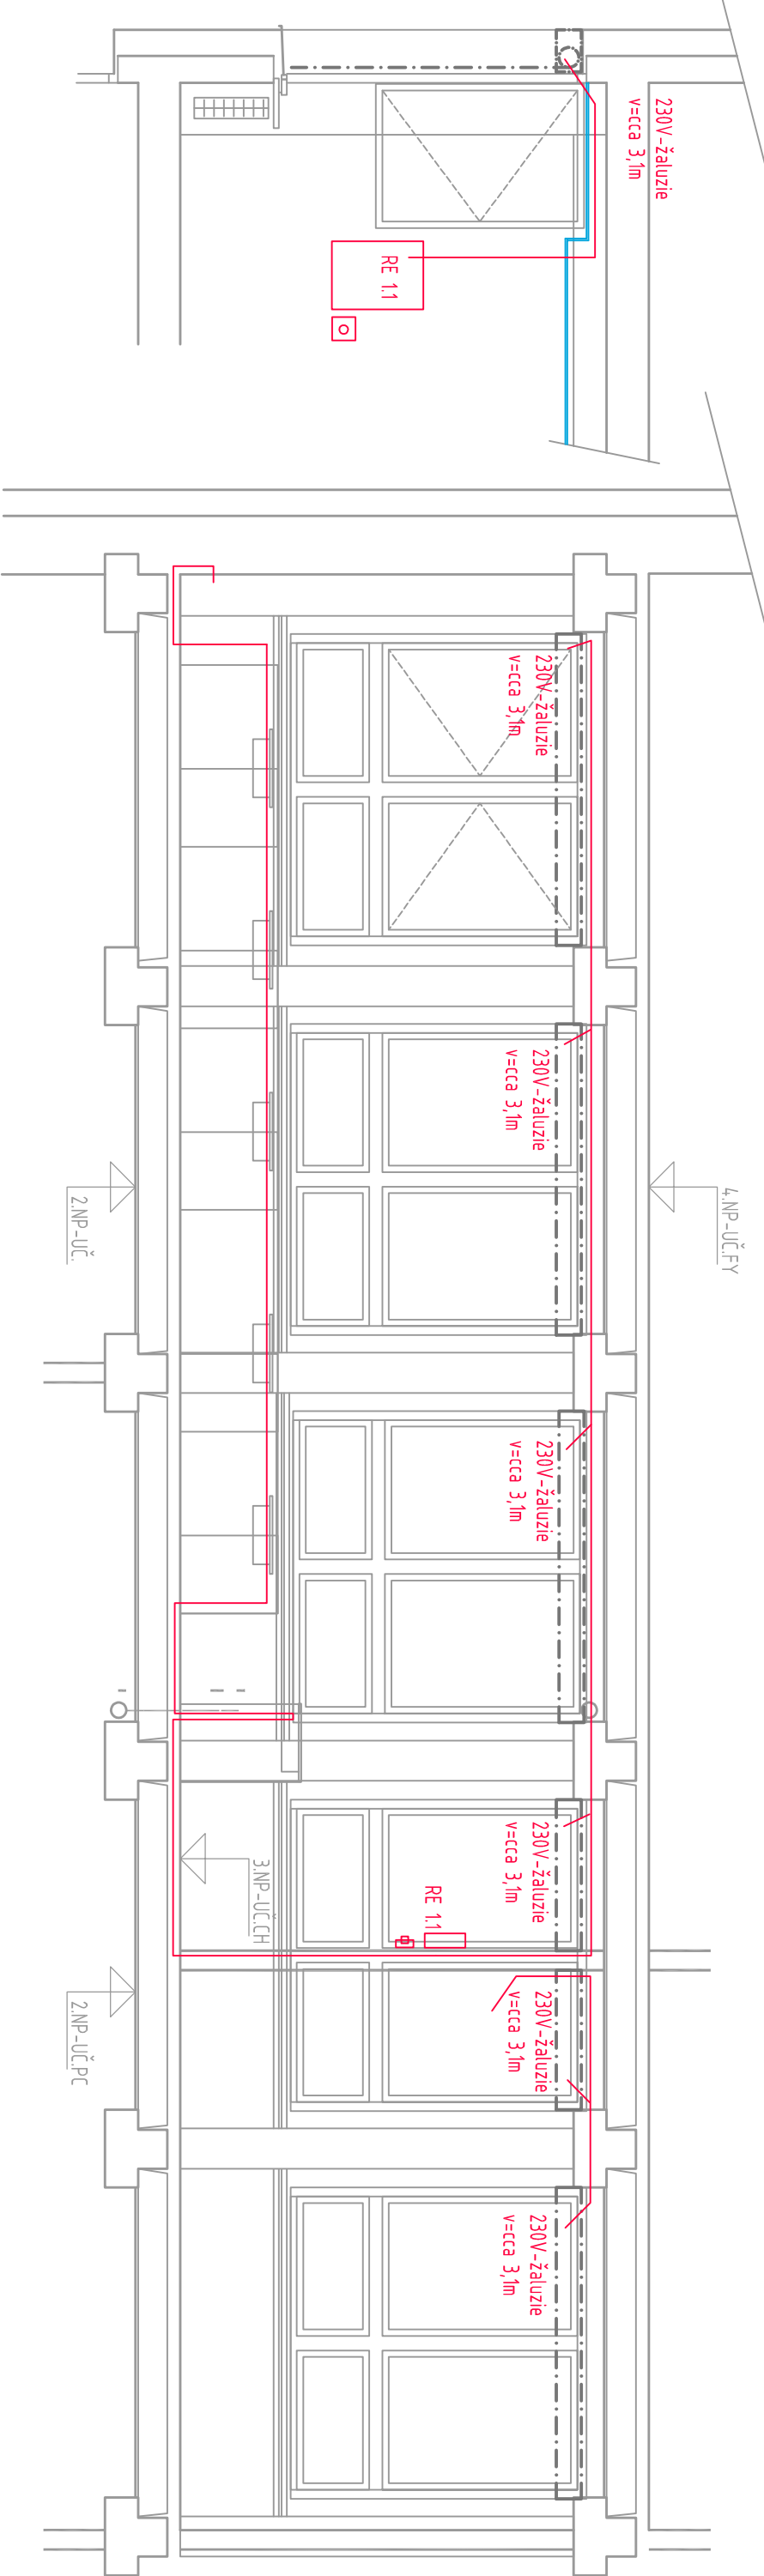 230V-žaluzie
v=cca 3,1m
RE 1.1
230V-žaluzie
v=cca 3,1m
230V-žaluzie
v=cca 3,1m
4.NP-UČ.FY
2.NP-UČ.
230V-žaluzie
v=cca 3,1m
230V-žaluzie
v=cca 3,1m
RE 1.1
3.NP-UČ.CH
230V-žaluzie
v=cca 3,1m
2.NP-UČ.PC
230V-žaluzie
v=cca 3,1m